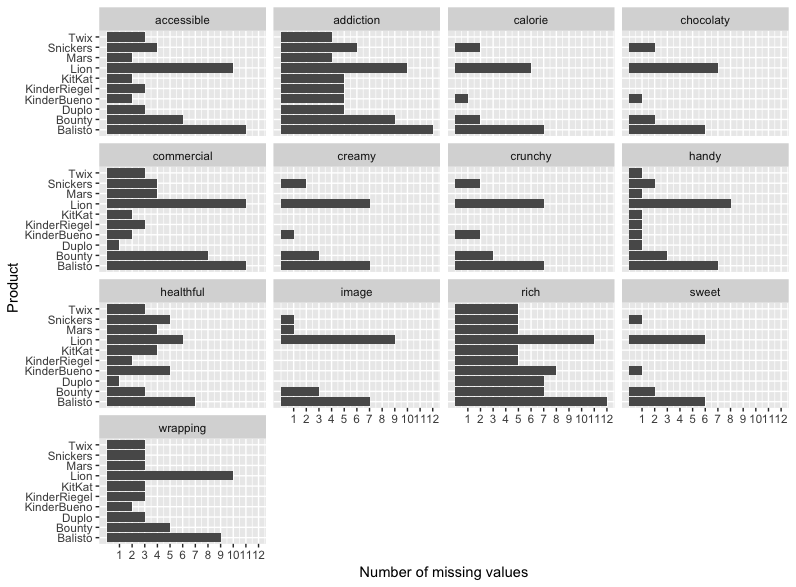 accessible addiction calorie chocolaty
Twix
Snickers
Mars
Lion
KitKat
KinderRiegel
KinderBueno
Duplo
Bounty
Balisto
commercial creamy crunchy handy
Twix
Snickers
Mars
Lion
KitKat
KinderRiegel
KinderBueno
Duplo
Bounty
Balisto
Product
healthful image rich sweet
Twix
Snickers
Mars
Lion
KitKat
KinderRiegel
KinderBueno
Duplo
Bounty
Balisto
1 2 3 4 5 6 7 8 9 10 11 12 1 2 3 4 5 6 7 8 9 10 11 12 1 2 3 4 5 6 7 8 9 10 11 12
wrapping
Twix
Snickers
Mars
Lion
KitKat
KinderRiegel
KinderBueno
Duplo
Bounty
Balisto
1 2 3 4 5 6 7 8 9 10 11 12
Number of missing values